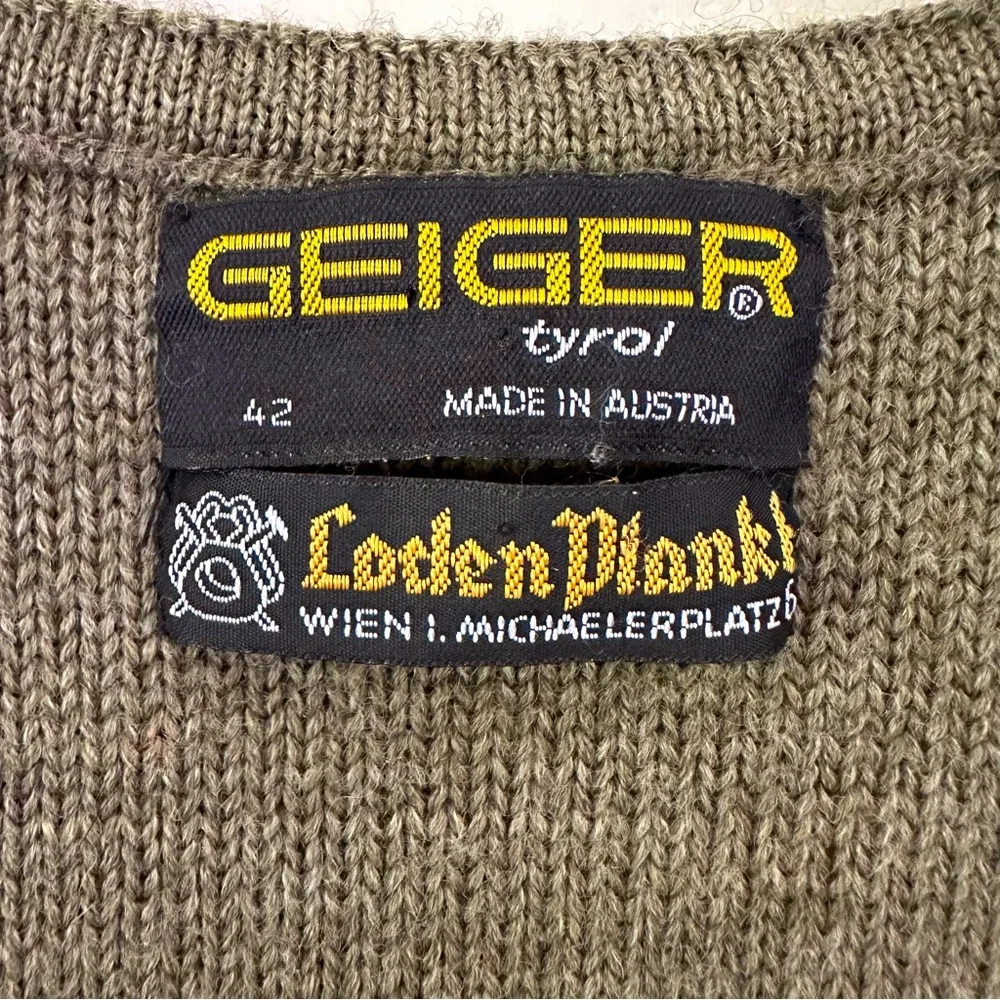 GEIGER®
tyrol
42 MADE IN AUSTRIA
Loden Plankl
WIEN I. MICHAELERPLATZ 6